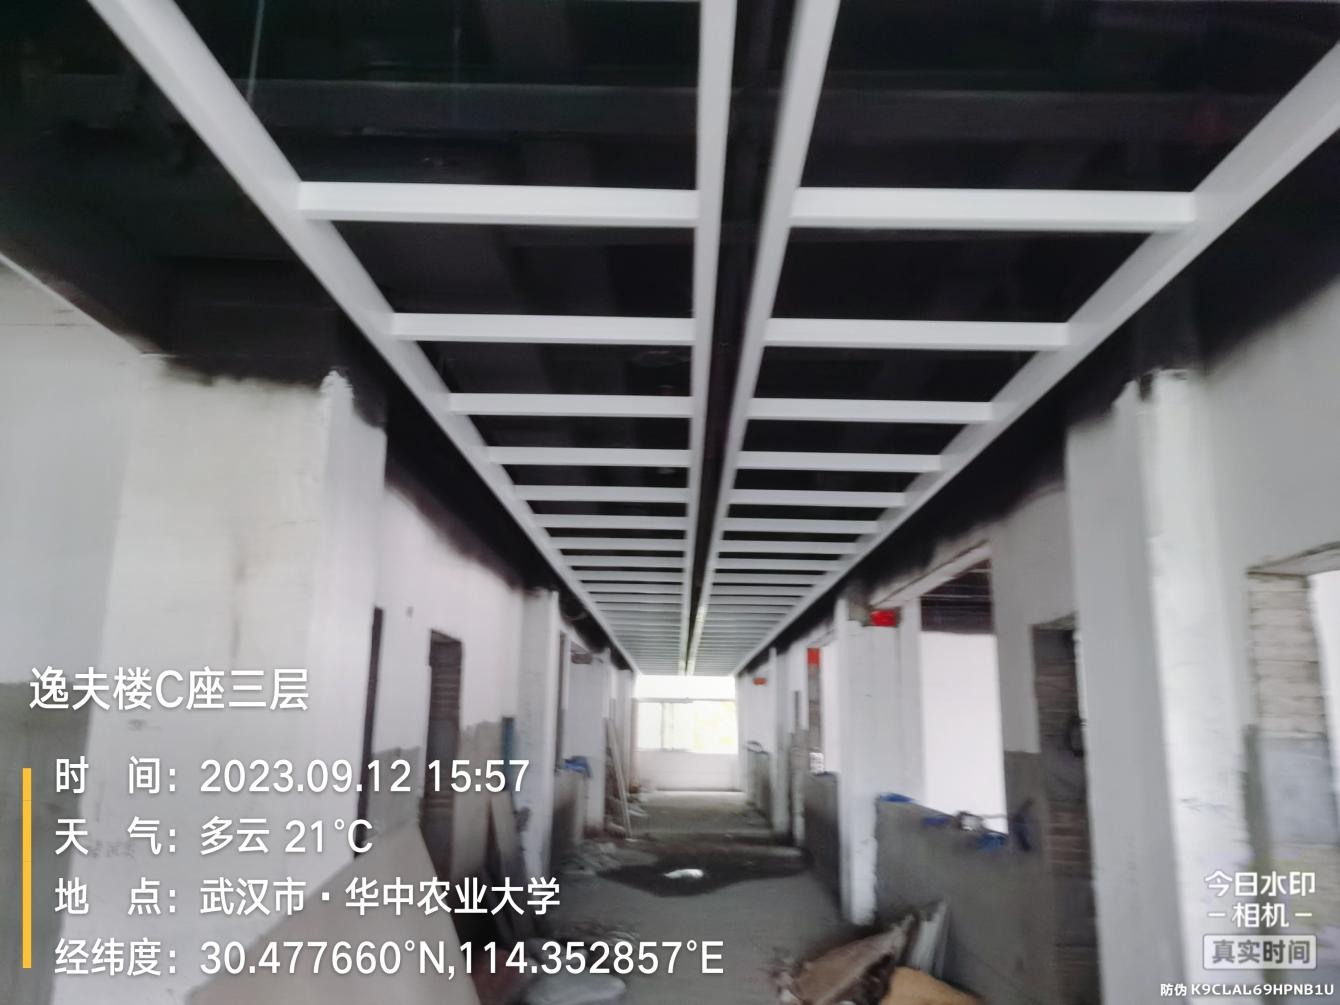 逸夫楼C座三层
时 间：2023.09.12 15:57
天 气：多云 21℃
地 点：武汉市·华中农业大学
经纬度：30.477660°N,114.352857°E
今日水印
-相机-
真实时间
防伪 K9CLAL69HPNB1U